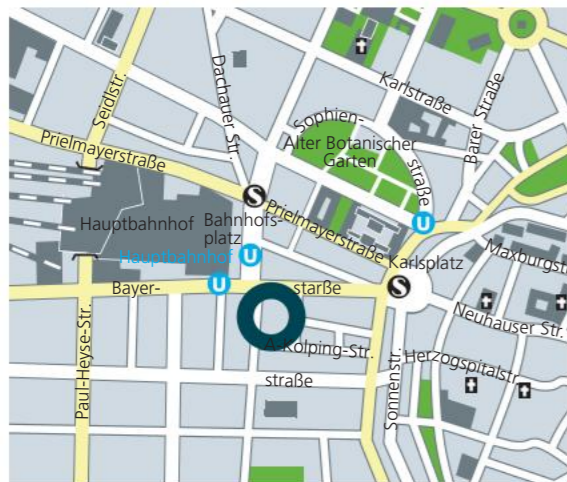 Karlstraße
Seidlstr.
Dachauer Str.
Barer Straße
Sophien-
straße
Prielmayerstraße
Alter Botanischer
Garten
S
Hauptbahnhof
Bahnhofs-
platz
Prielmayerstraße
U
Maxburgstr
Hauptbahnhof
U
Karlsplatz
Bayer-
U
starße
S
Neuhauser Str.
Paul-Heyse-Str.
A-Kolping-Str.
Herzogspitalstr.
straße
Sonnenstr.